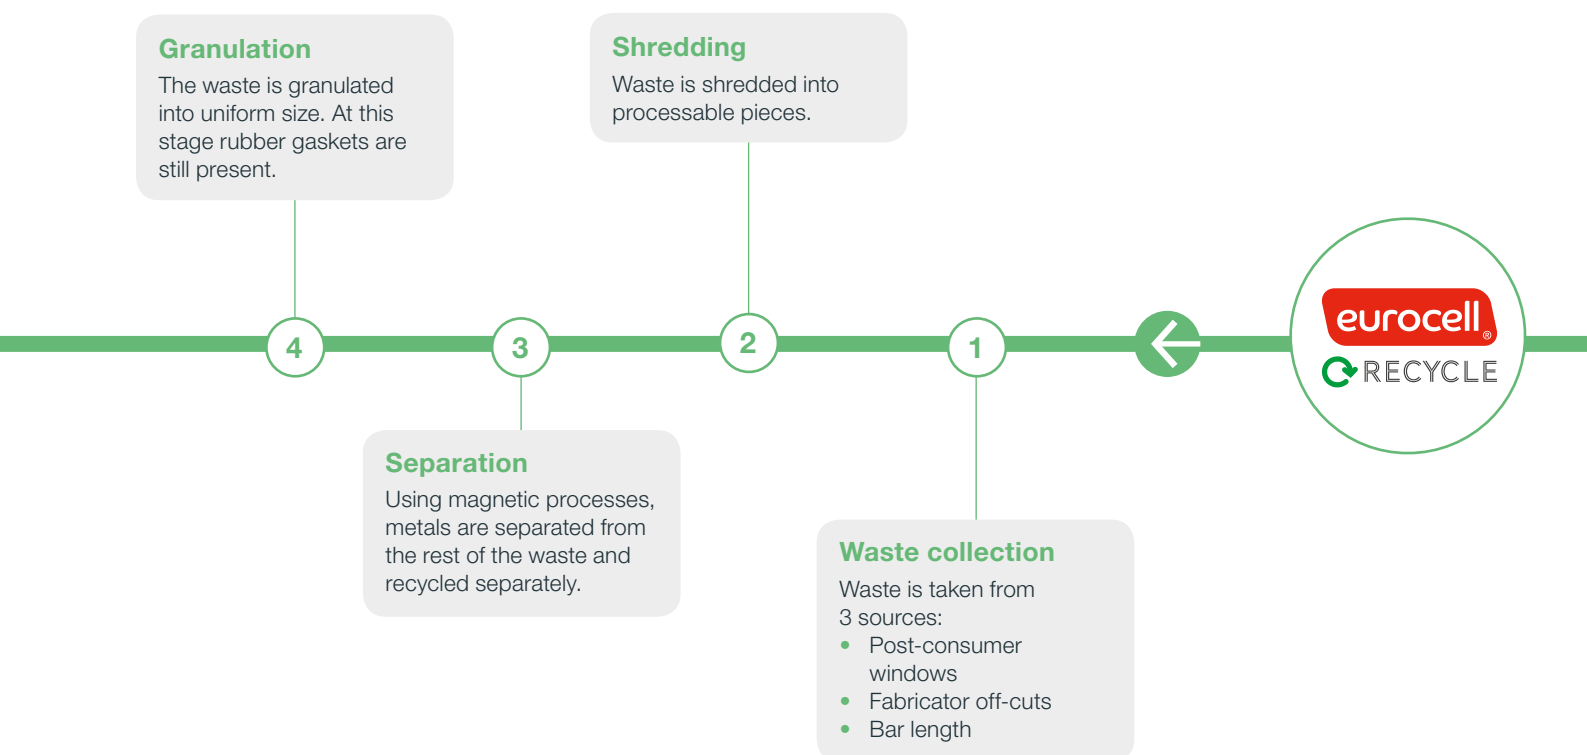 Granulation
The waste is granulated
into uniform size. At this
stage rubber gaskets are
still present.
Shredding
Waste is shredded into
processable pieces.
eurocell®
RECYCLE
4
3
2
1
Separation
Using magnetic processes,
metals are separated from
the rest of the waste and
recycled separately.
Waste collection
Waste is taken from
3 sources:
• Post-consumer
windows
• Fabricator off-cuts
• Bar length